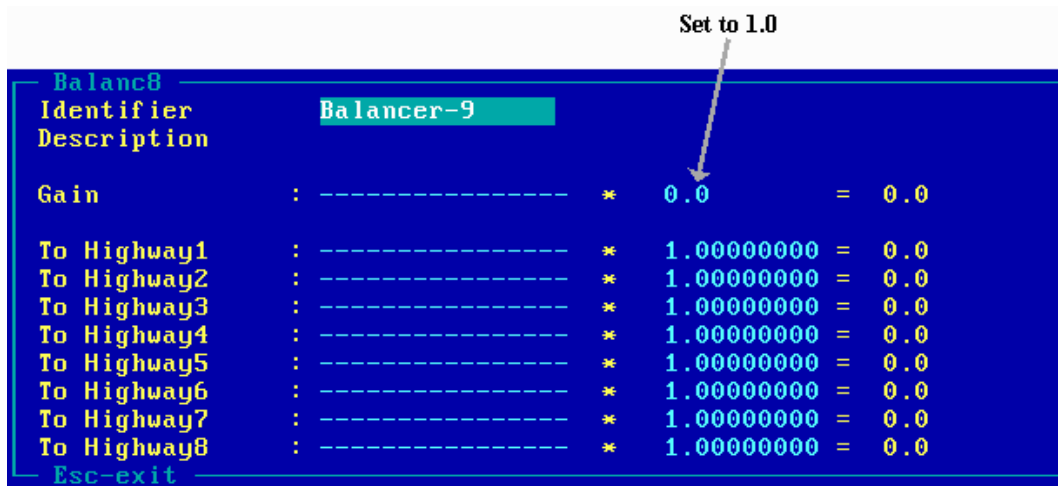 Set to 1.0
Balanc8
Identifier Balancer-9
Description
Gain : ---------------- * 0.0 = 0.0
To Highway1 : ---------------- * 1.00000000 = 0.0
To Highway2 : ---------------- * 1.00000000 = 0.0
To Highway3 : ---------------- * 1.00000000 = 0.0
To Highway4 : ---------------- * 1.00000000 = 0.0
To Highway5 : ---------------- * 1.00000000 = 0.0
To Highway6 : ---------------- * 1.00000000 = 0.0
To Highway7 : ---------------- * 1.00000000 = 0.0
To Highway8 : ---------------- * 1.00000000 = 0.0
Esc-exit